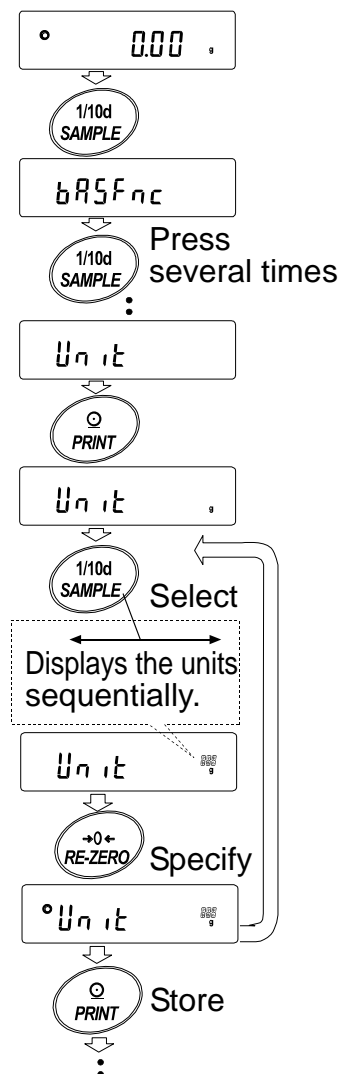 0.00 g
1/10d
SAMPLE
bASFnc
1/10d
SAMPLE
Press
several times
Unit
PRINT
Unit g
1/10d
SAMPLE
Select
Displays the units
sequentially.
Unit g
→0←
RE-ZERO
Specify
Unit g
PRINT
Store